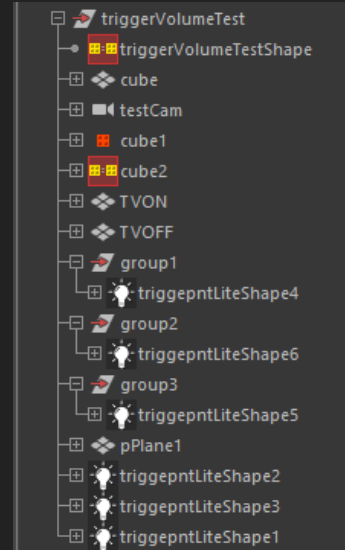 triggerVolumeTest
triggerVolumeTestShape
cube
testCam
cube1
cube2
TVON
TVOFF
group1
triggepntLiteShape4
group2
triggepntLiteShape6
group3
triggepntLiteShape5
pPlane1
triggepntLiteShape2
triggepntLiteShape3
triggepntLiteShape1